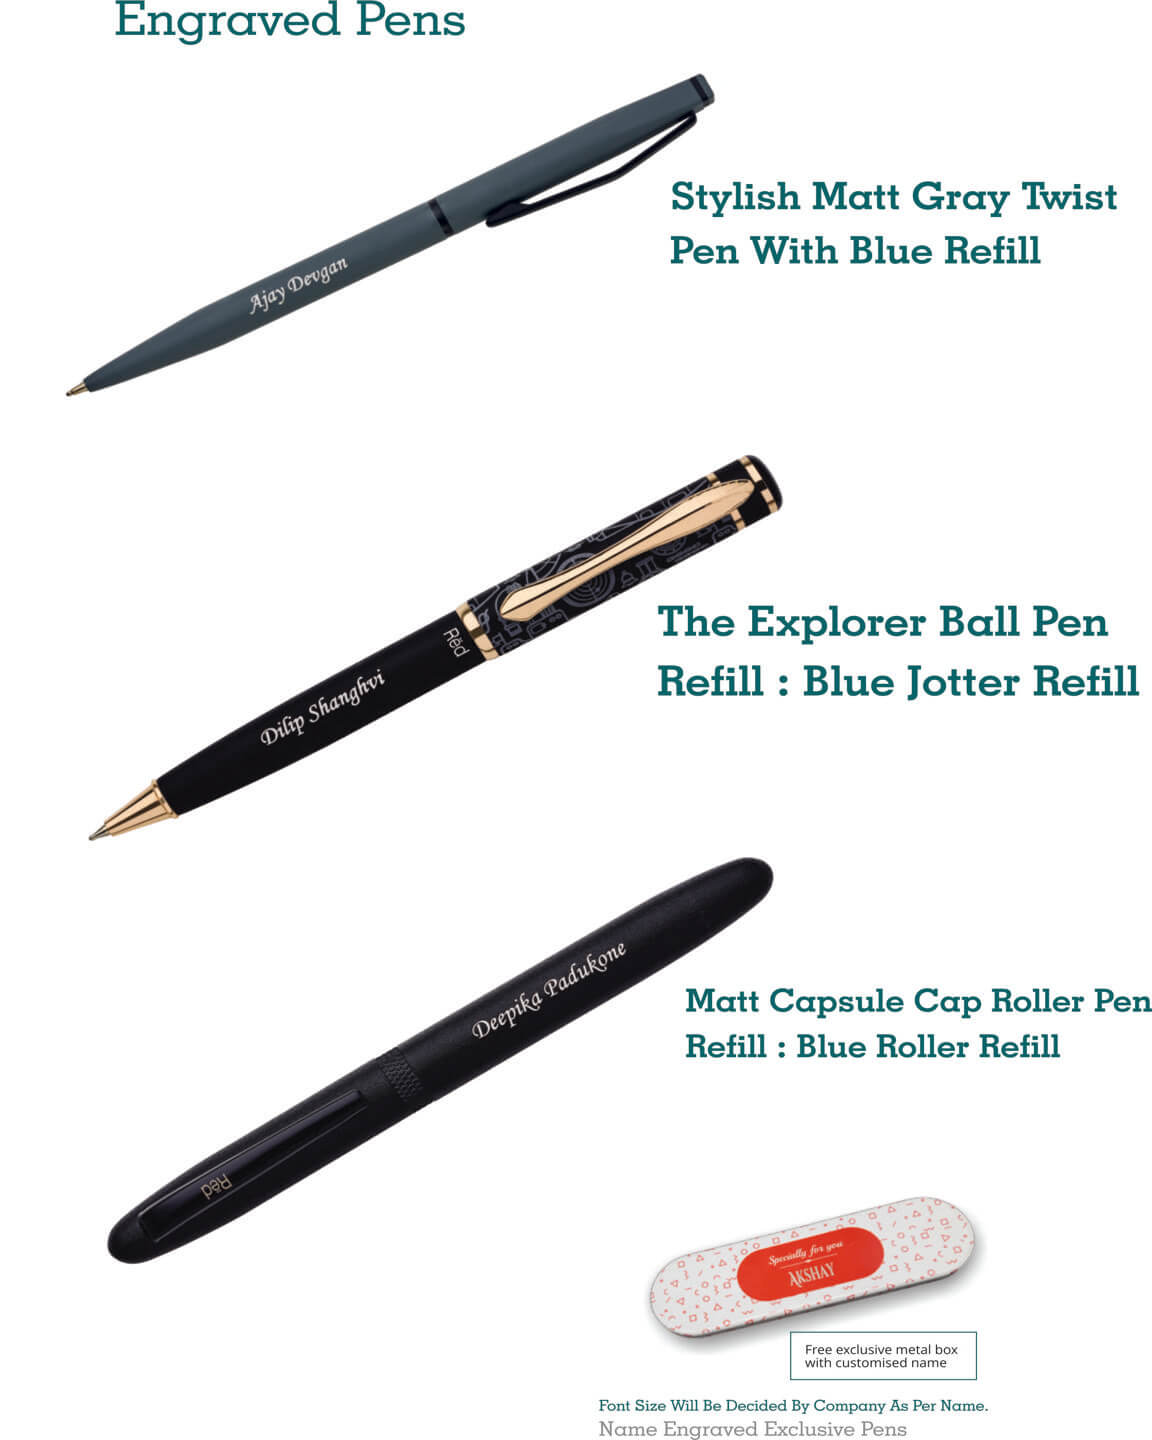 Engraved Pens
Stylish Matt Gray Twist
Pen With Blue Refill
Ajay Devgan
The Explorer Ball Pen
Refill : Blue Jotter Refill
Rĕd
Dilip Shanghvi
Deepika Padukone
Matt Capsule Cap Roller Pen
Refill : Blue Roller Refill
Rĕd
Specially for you
AKSHAY
Free exclusive metal box
with customised name
Font Size Will Be Decided By Company As Per Name.
Name Engraved Exclusive Pens